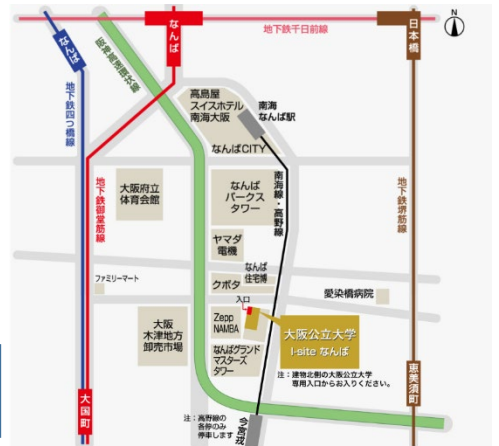 N
地下鉄千日前線
なんば
なんば
日本橋
阪神高速環状線
地下鉄四つ橋線
高島屋
スイスホテル
南海大阪
南海
なんば駅
なんばCITY
地下鉄御堂筋線
大阪府立
体育会館
なんば
パークス
タワー
南海線・高野線
地下鉄堺筋線
ヤマダ
電機
なんば
住宅博
ファミリーマート
クボタ
愛染橋病院
入口
大阪
木津地方
卸売市場
Zepp
NAMBA
大阪公立大学
I-site なんば
なんばグランド
マスターズ
タワー
注：建物北側の大阪公立大学
専用入口からお入りください。
大国町
恵美須町
注：高野線の
各停のみ
停車します